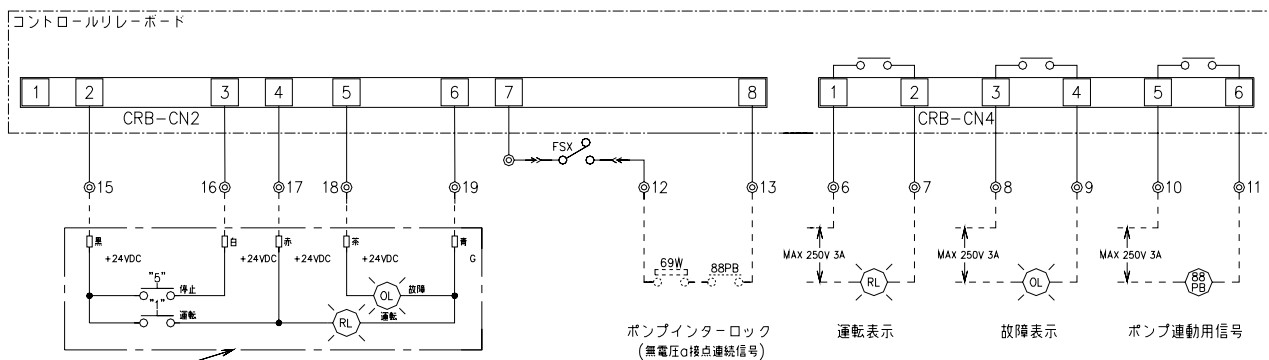 コントロールリレーボード
1 2 3 4 5 6 7 8 1 2 3 4 5 6
CRB-CN2 CRB-CN4
FSX
15 16 17 18 19 12 13 6 7 8 9 10 11
黒 白 赤 茶 青
+24VDC +24VDC +24VDC +24VDC G
MAX 250V 3A MAX 250V 3A MAX 250V 3A
69W 88PB
"5" 停止
OL 故障 RL OL 88
PB
"1" 運転 RL 運転
ポンプインターロック 運転表示 故障表示 ポンプ連動用信号
(無電圧a接点連続信号)